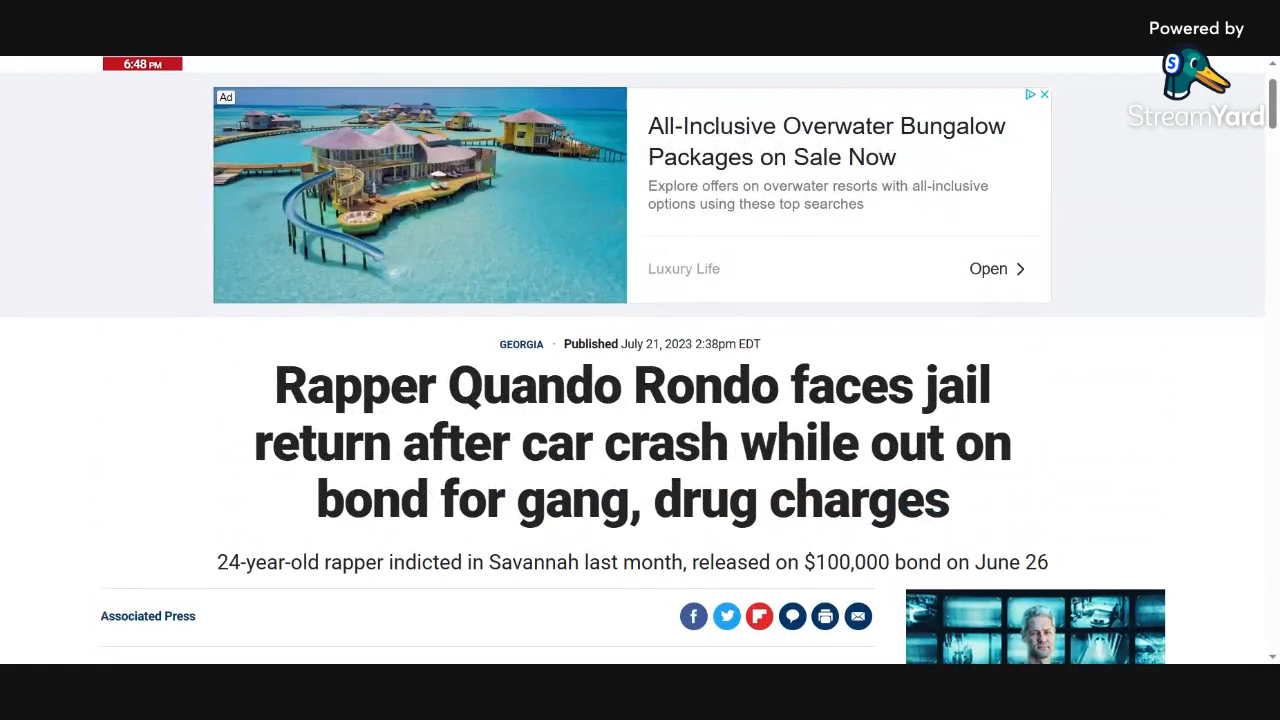 Powered by
StreamYard
6:48 PM
Ad
All-Inclusive Overwater Bungalow
Packages on Sale Now
Explore offers on overwater resorts with all-inclusive
options using these top searches
Luxury Life
Open
GEORGIA · Published July 21, 2023 2:38pm EDT
Rapper Quando Rondo faces jail
return after car crash while out on
bond for gang, drug charges
24-year-old rapper indicted in Savannah last month, released on $100,000 bond on June 26
Associated Press